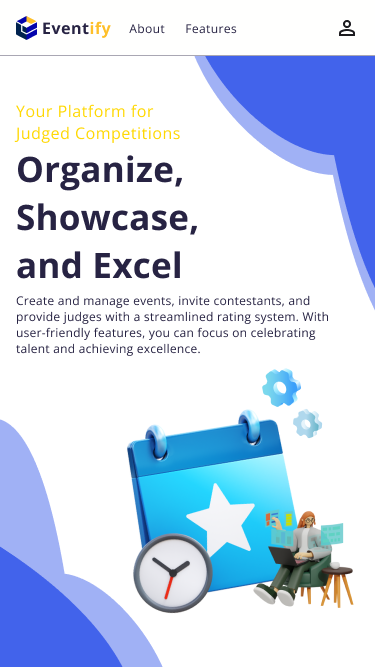 Eventify About Features
Your Platform for
Judged Competitions
Organize,
Showcase,
and Excel
Create and manage events, invite contestants, and
provide judges with a streamlined rating system. With
user-friendly features, you can focus on celebrating
talent and achieving excellence.